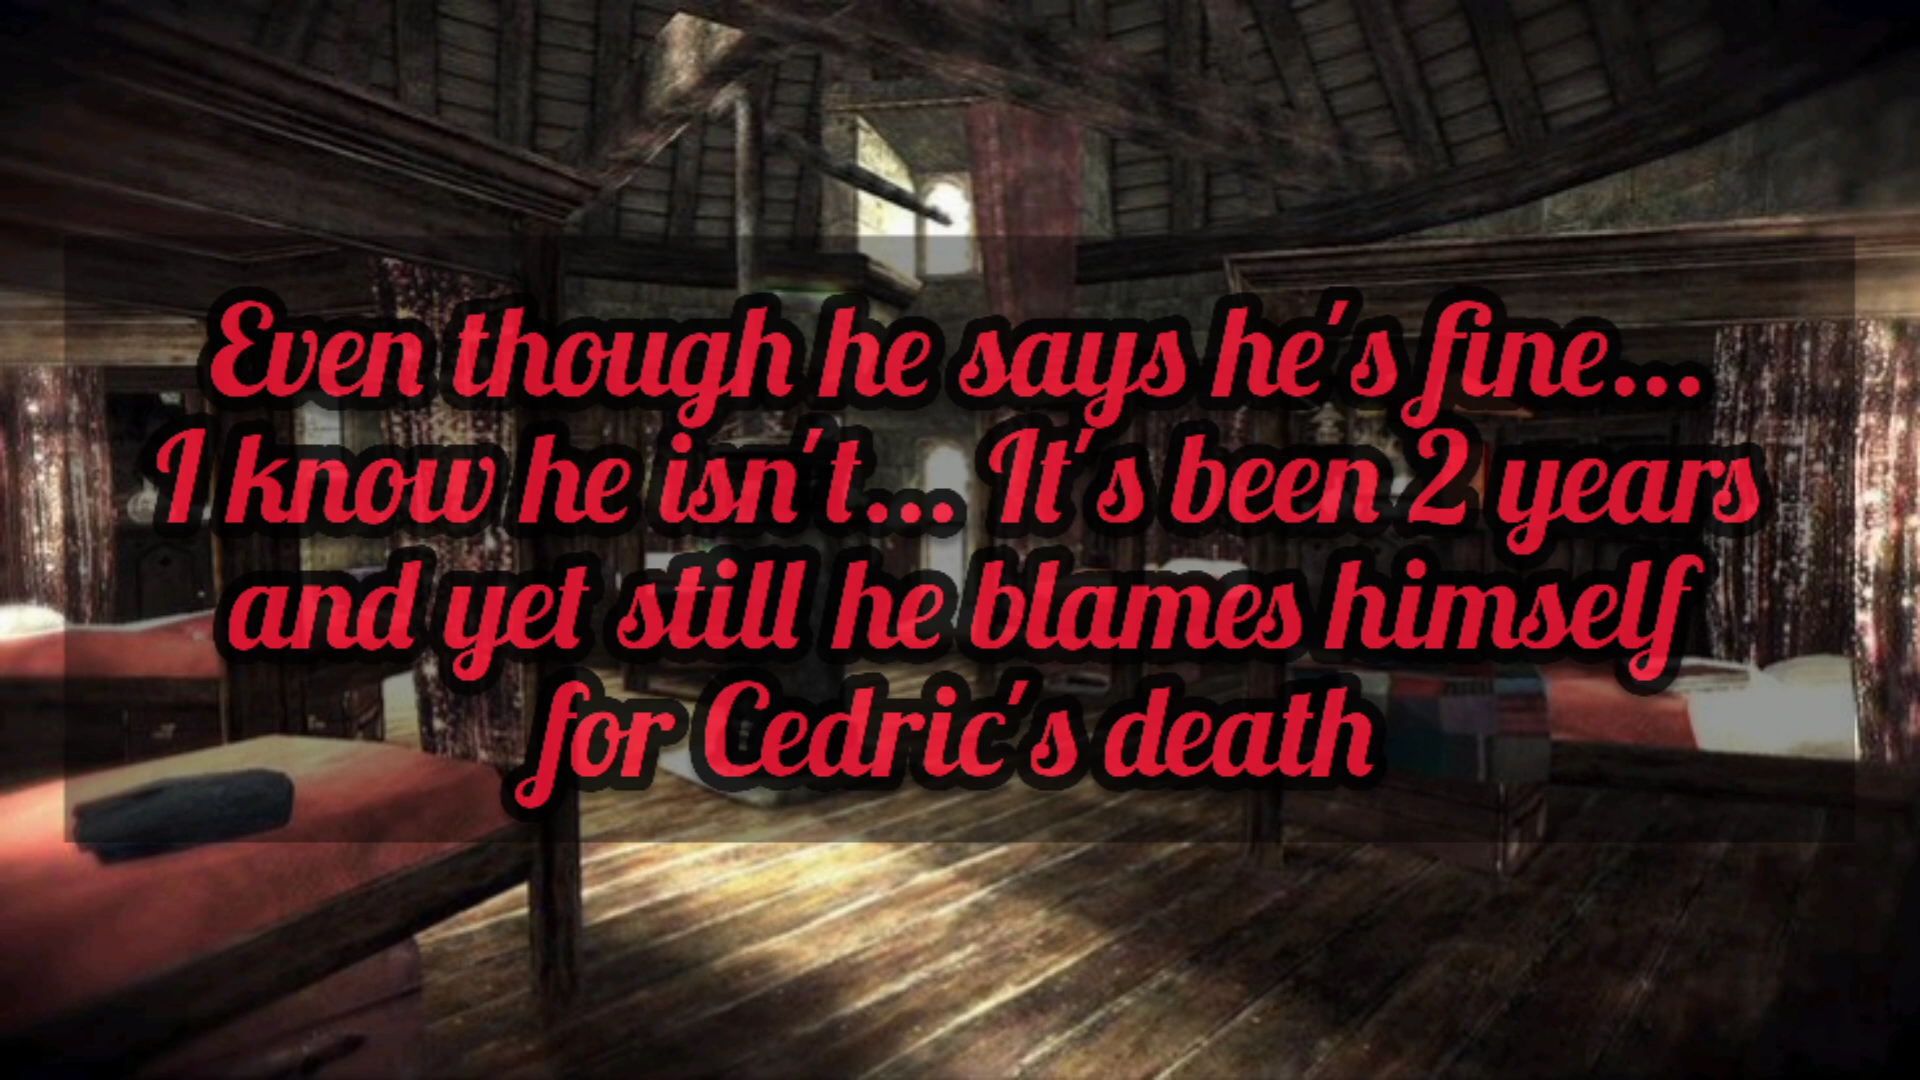 Even though he says he's fine...
I know he isn't... It's been 2 years
and yet still he blames himself
for Cedric's death